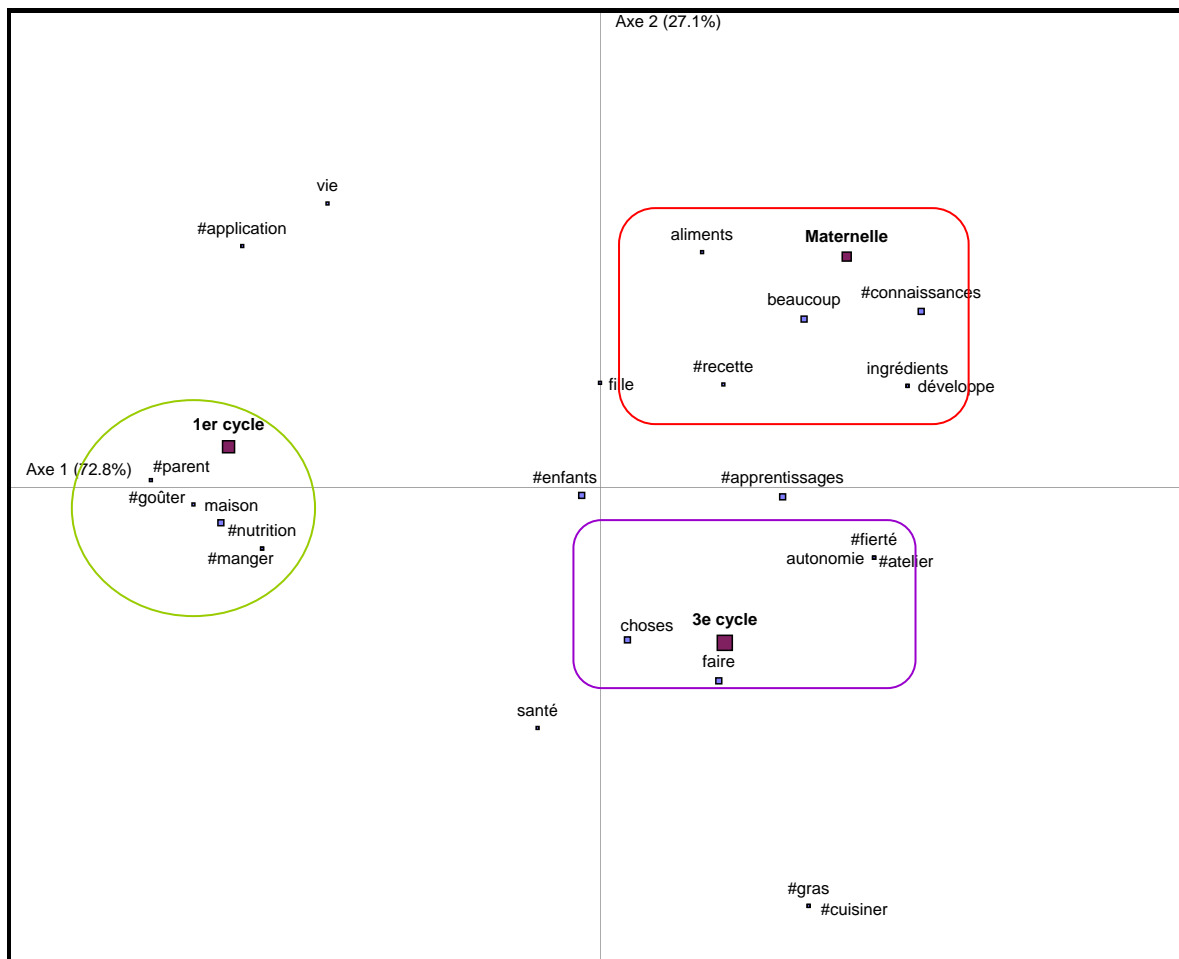 Axe 2 (27.1%)
vie
#application
aliments
Maternelle
beaucoup
#connaissances
#recette
ingrédients
fille
développe
1er cycle
Axe 1 (72.8%)
#parent
#goûter
maison
#nutrition
#manger
#enfants
#apprentissages
#fierté
autonomie
#atelier
choses
3e cycle
faire
santé
#gras
#cuisiner